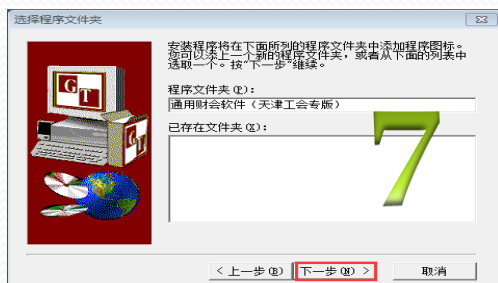 选择程序文件夹
安装程序将在下面所列的程序文件夹中添加程序图标。
您可以添上一个新的程序文件夹，或者从下面的列表中
选取一个。按"下一步"继续。
GT
程序文件夹(P):
通用财会软件（天津工会专版）
已存在文件夹(X):
7
< 上一步(B)
下一步(N) >
取消